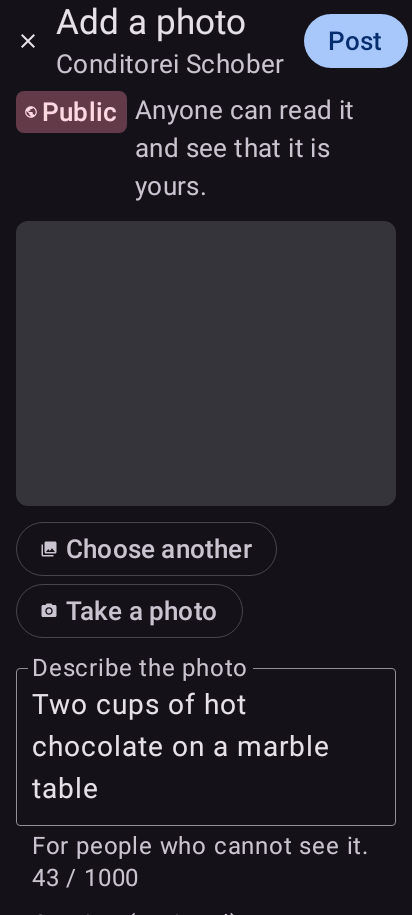 Add a photo
Conditorei Schober
Post
Public
Anyone can read it
and see that it is
yours.
Choose another
Take a photo
Describe the photo
Two cups of hot
chocolate on a marble
table
For people who cannot see it.
43 / 1000